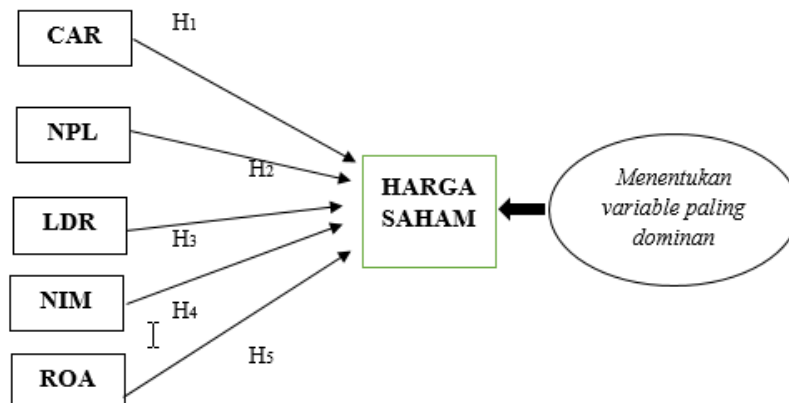 CAR
H1
NPL
H2
HARGA
SAHAM
Menentukan
variable paling
dominan
LDR
H3
NIM
H4
ROA
H5